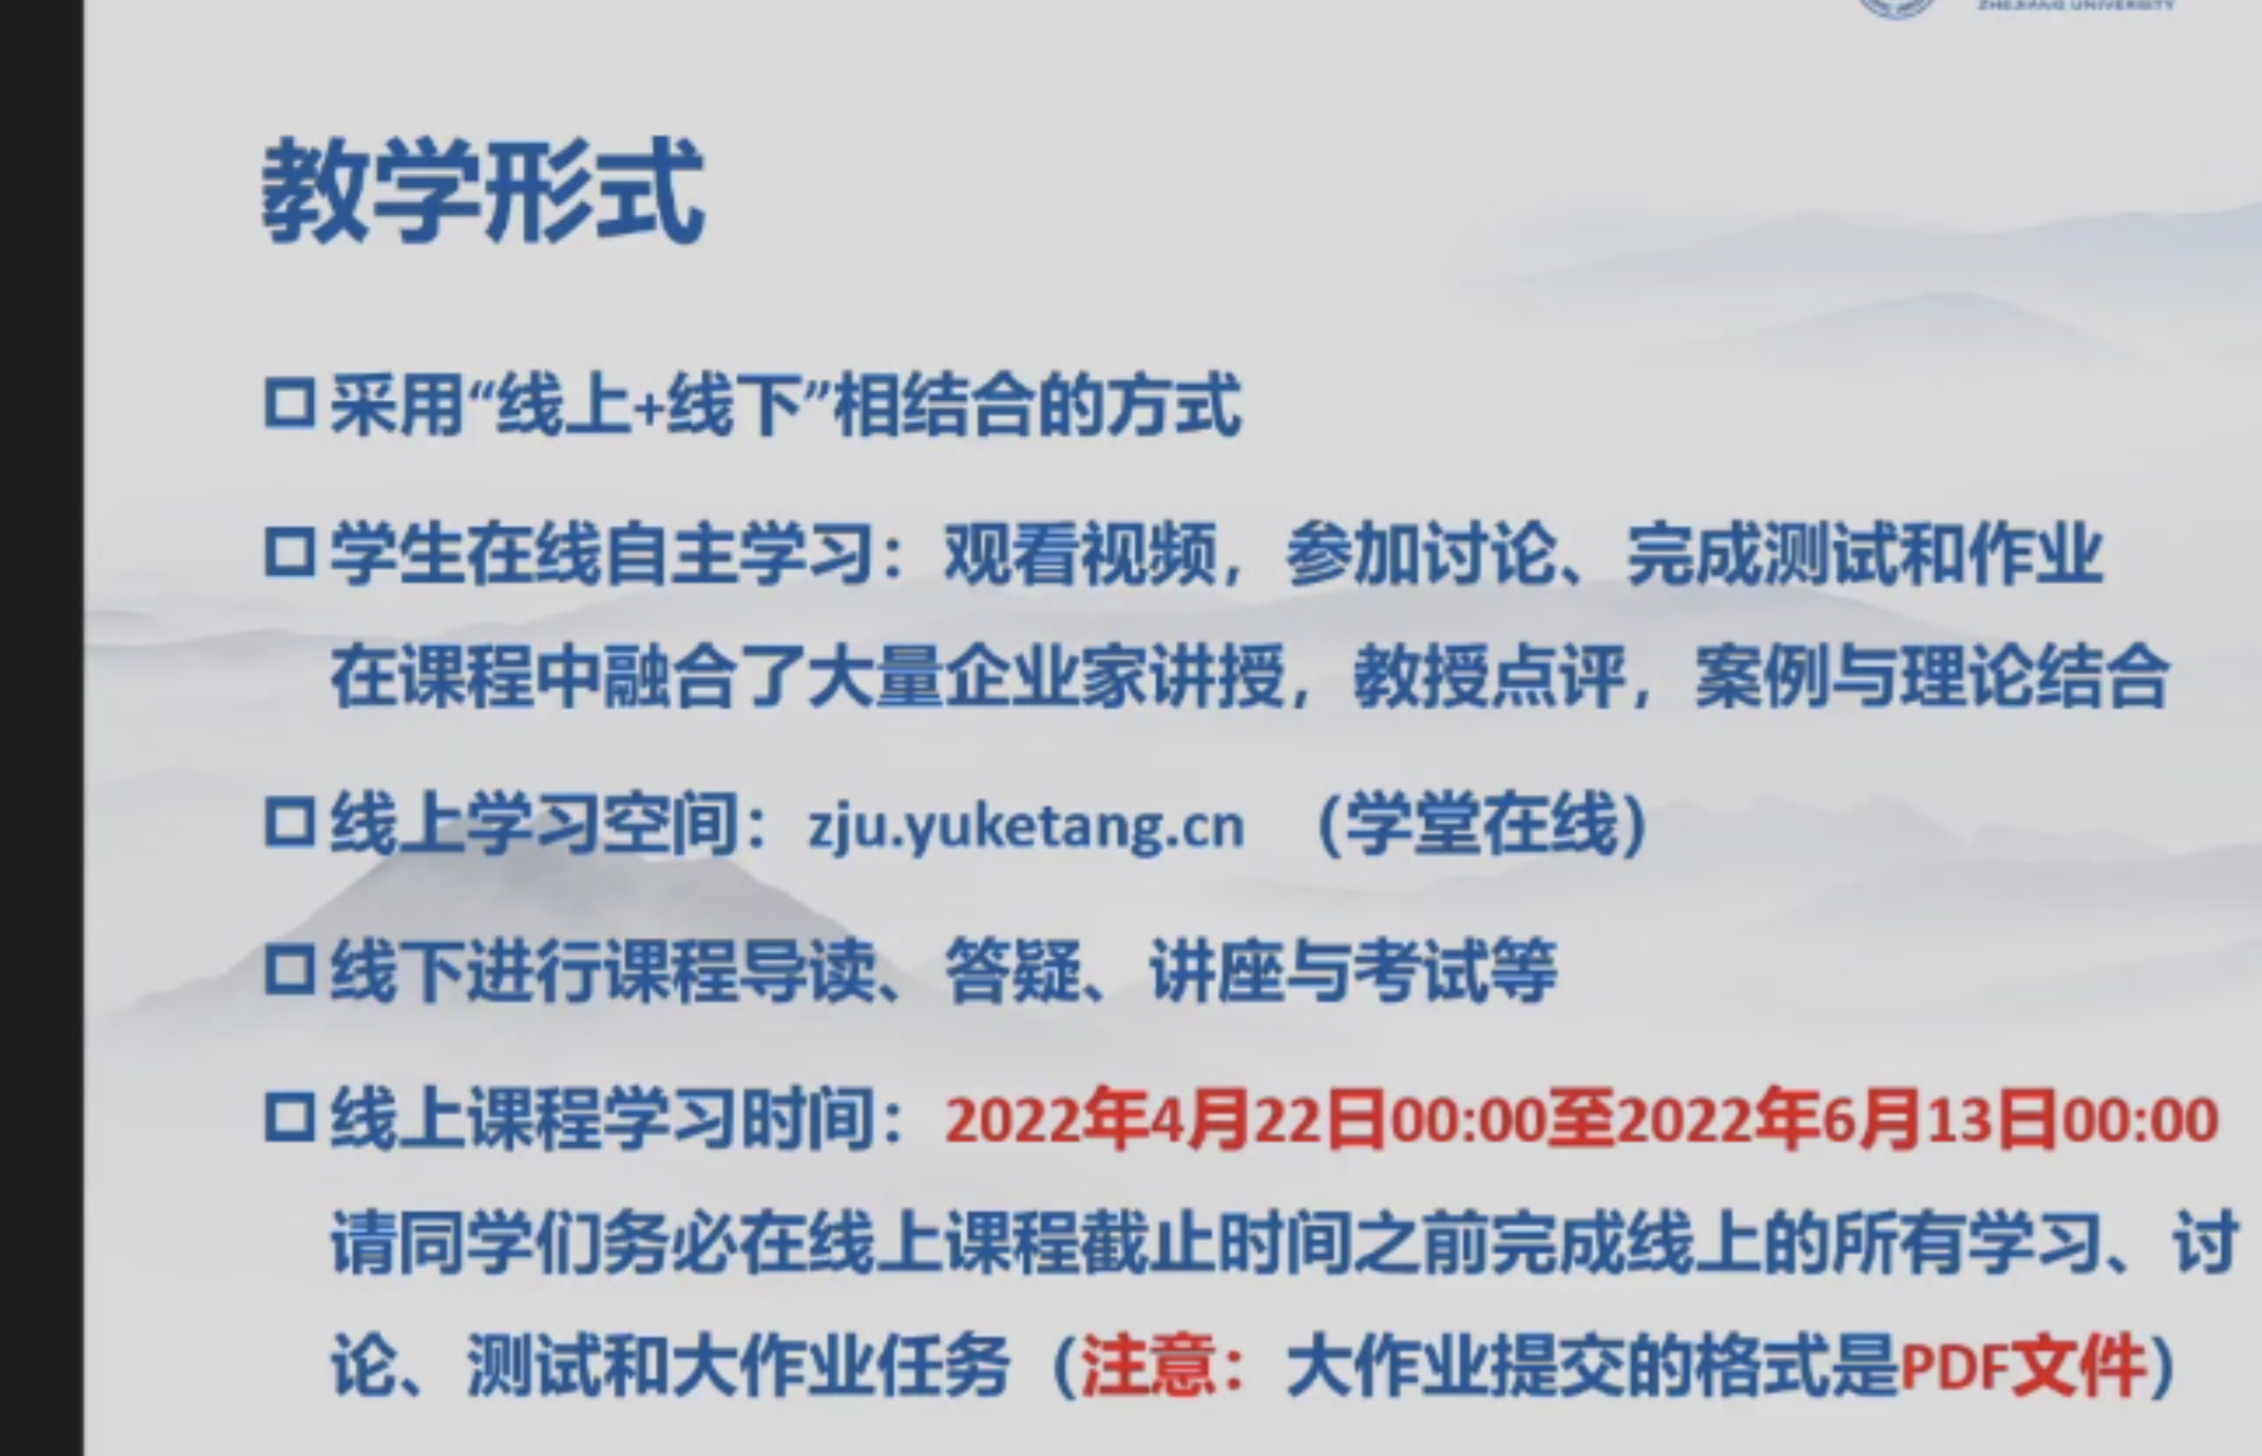 ZHEJIANG UNIVERSITY
教学形式
采用“线上+线下”相结合的方式
学生在线自主学习：观看视频，参加讨论、完成测试和作业
在课程中融合了大量企业家讲授，教授点评，案例与理论结合
线上学习空间：zju.yuketang.cn （学堂在线）
线下进行课程导读、答疑、讲座与考试等
线上课程学习时间：2022年4月22日00:00至2022年6月13日00:00
请同学们务必在线上课程截止时间之前完成线上的所有学习、讨
论、测试和大作业任务（注意：大作业提交的格式是PDF文件）